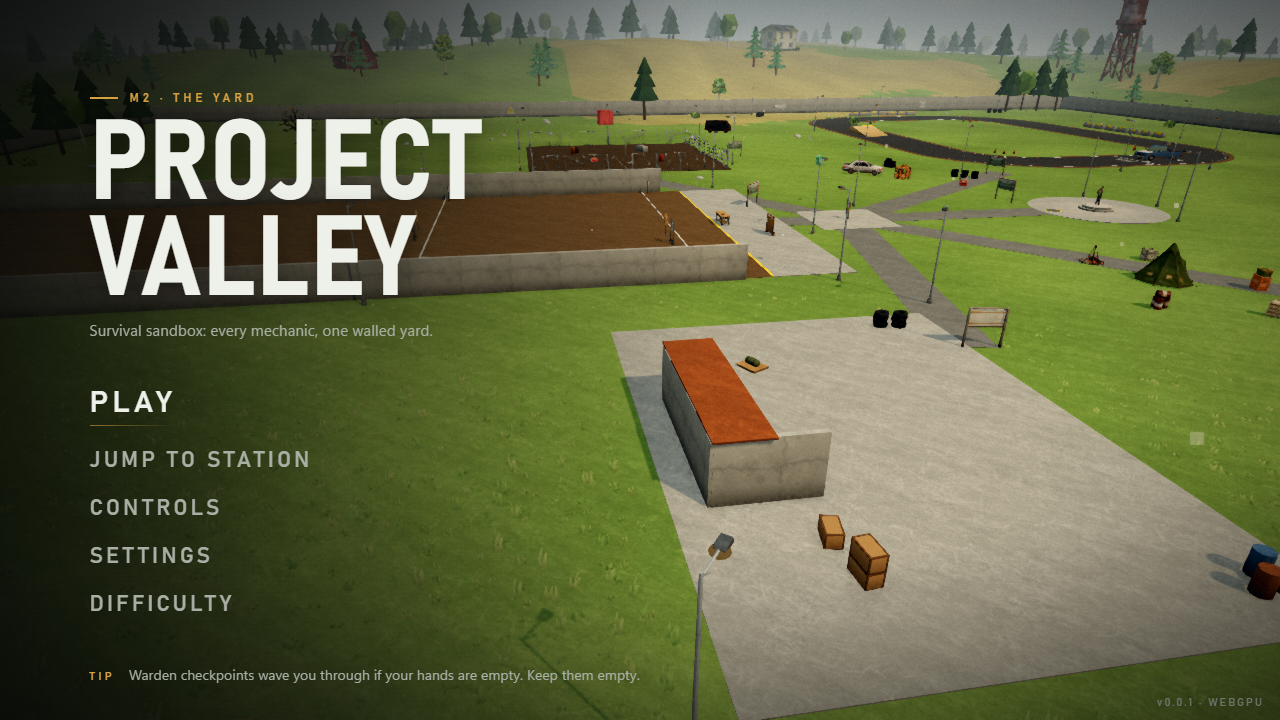 M2 · THE YARD
PROJECT
VALLEY
Survival sandbox: every mechanic, one walled yard.
PLAY
JUMP TO STATION
CONTROLS
SETTINGS
DIFFICULTY
TIP Warden checkpoints wave you through if your hands are empty. Keep them empty.
v0.0.1 · WEBGPU